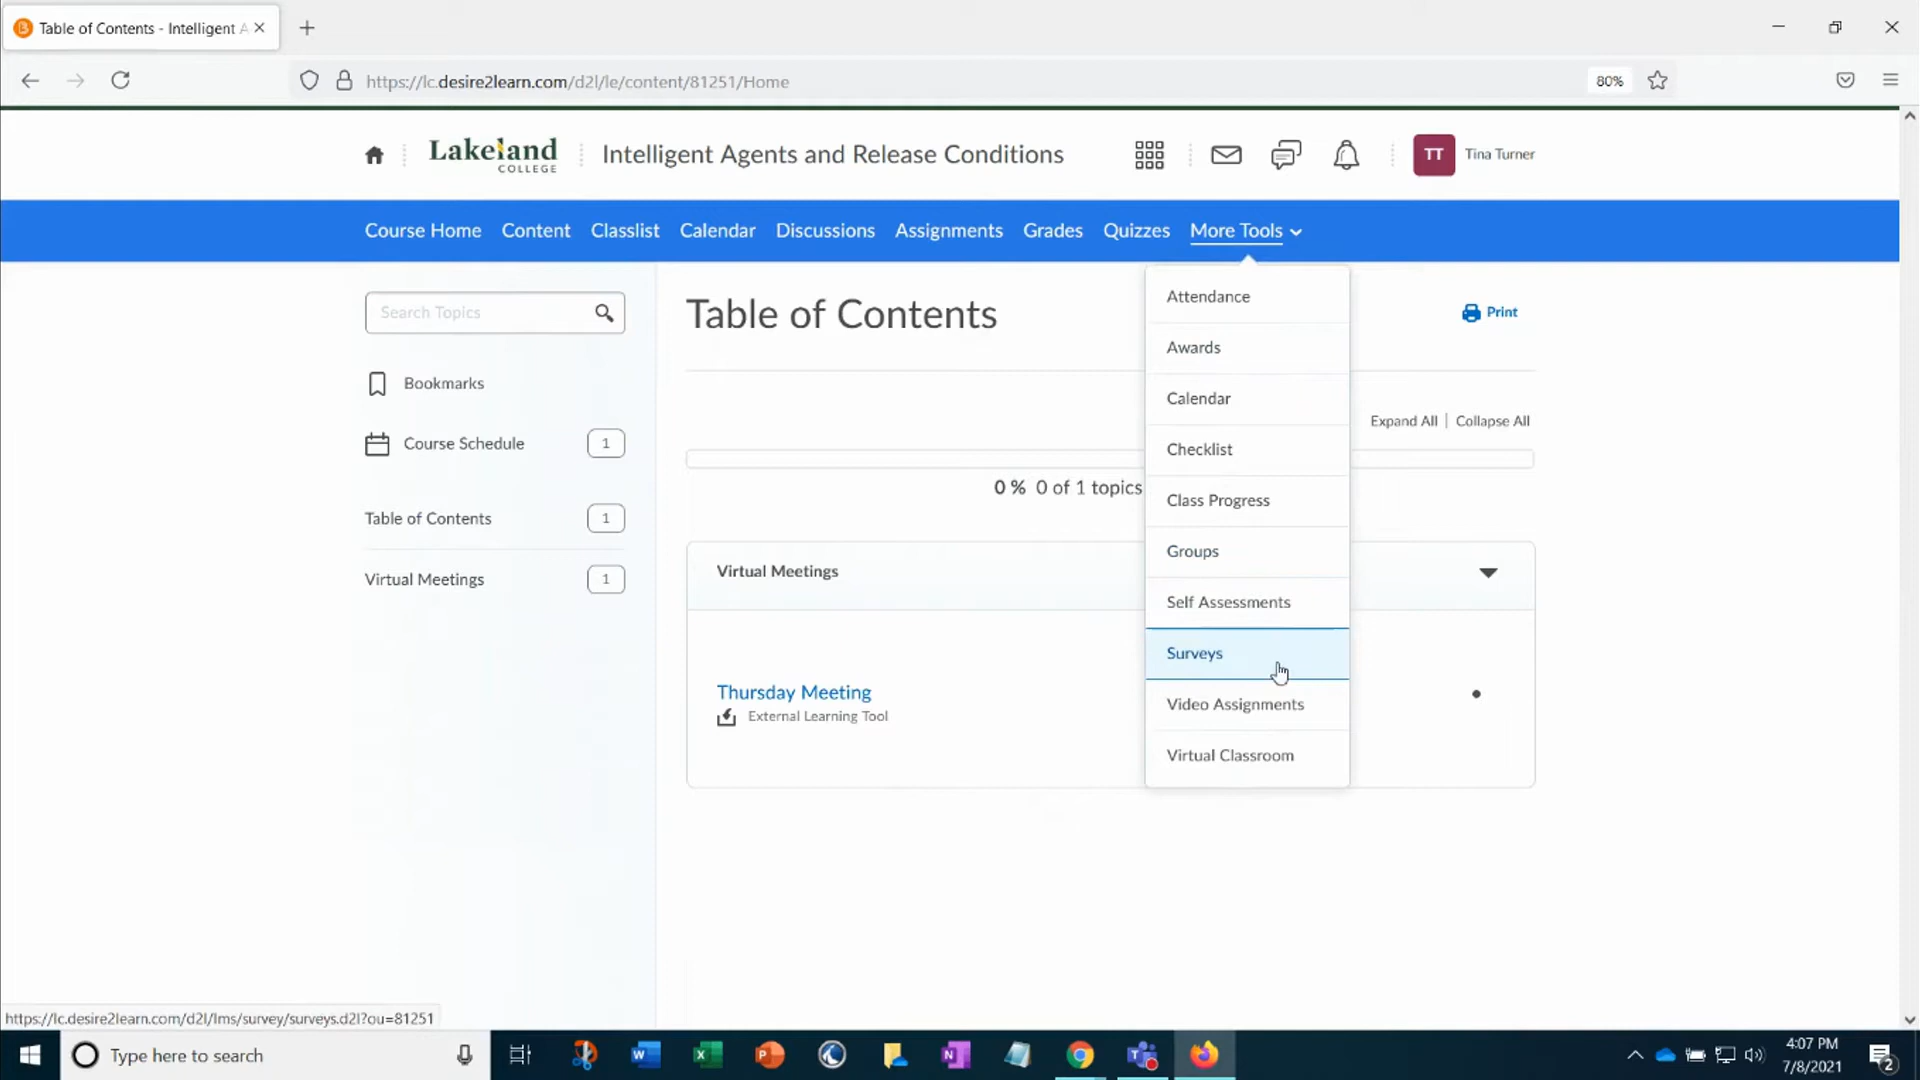 Table of Contents - Intelligent A
https://lc.desire2learn.com/d2l/le/content/81251/Home
80%
Lakeland
COLLEGE
Intelligent Agents and Release Conditions
TT
Tina Turner
Course Home
Content
Classlist
Calendar
Discussions
Assignments
Grades
Quizzes
More Tools
Search Topics
Bookmarks
Course Schedule
1
Table of Contents
1
Virtual Meetings
1
Table of Contents
Print
Expand All | Collapse All
0 % 0 of 1 topics
Virtual Meetings
Thursday Meeting
External Learning Tool
Attendance
Awards
Calendar
Checklist
Class Progress
Groups
Self Assessments
Surveys
Video Assignments
Virtual Classroom
https://lc.desire2learn.com/d2l/lms/survey/surveys.d2l?ou=81251
Type here to search
4:07 PM
7/8/2021
2